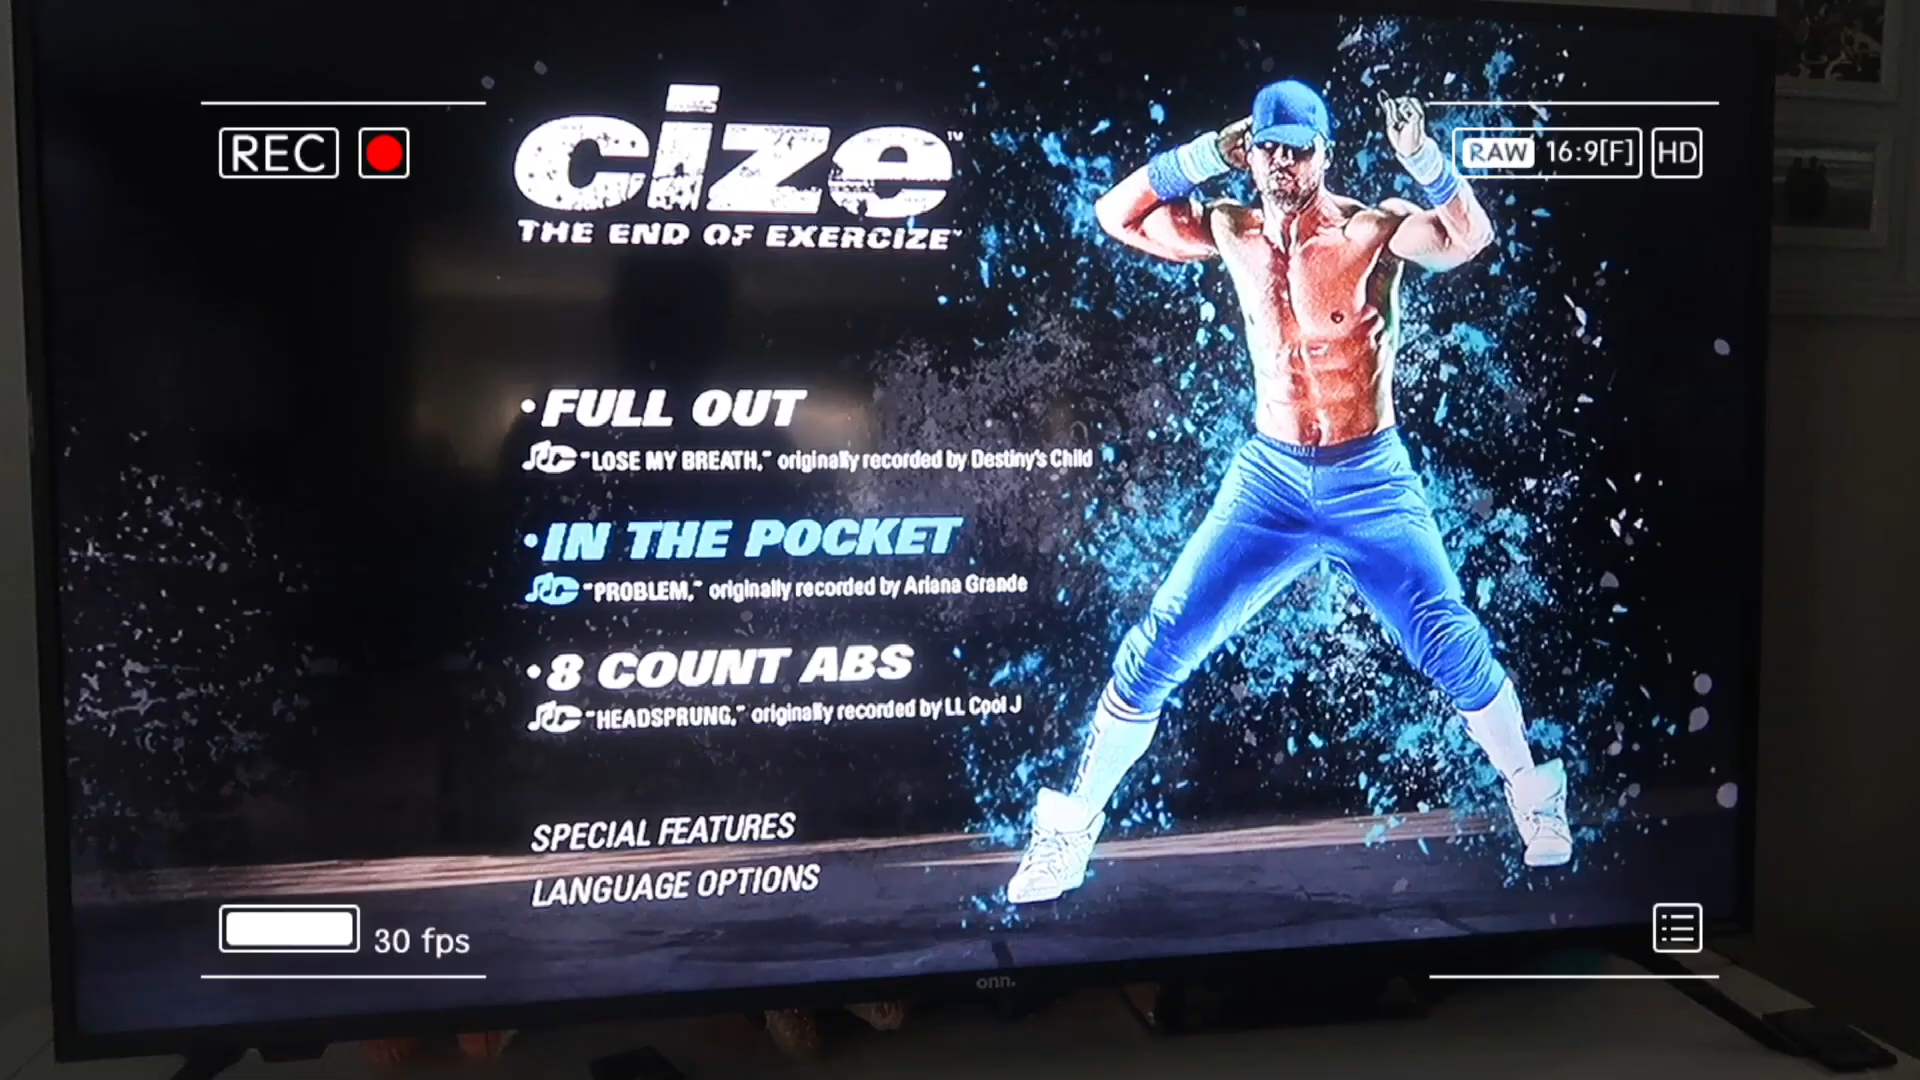 cize™
THE END OF EXERCIZE™
REC
RAW 16:9[F] HD
• FULL OUT
"LOSE MY BREATH," originally recorded by Destiny's Child
• IN THE POCKET
"PROBLEM," originally recorded by Ariana Grande
• 8 COUNT ABS
"HEADSPRUNG," originally recorded by LL Cool J
SPECIAL FEATURES
LANGUAGE OPTIONS
30 fps
onn.